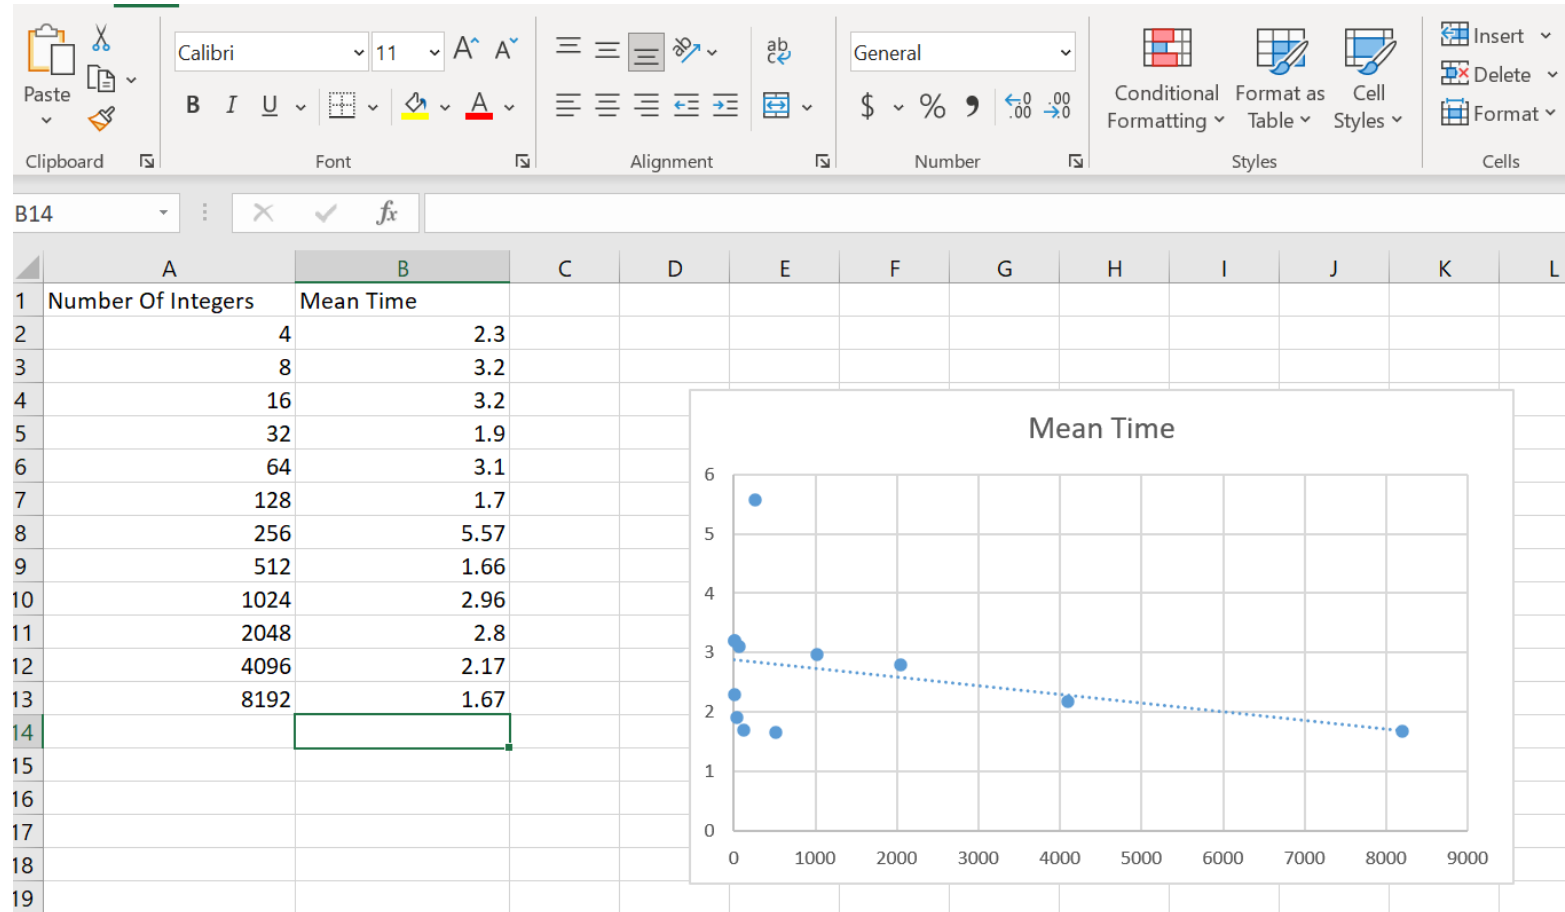 Calibri 11 A^ Aˇ ab General Insert
Paste Delete
B I U A $ % 9 Conditional Format as Cell Format
Formatting Table Styles
Clipboard Font Alignment Number Styles Cells
B14 fx
A B C D E F G H I J K L
1 Number Of Integers Mean Time
2 4 2.3
3 8 3.2
4 16 3.2
5 32 1.9
6 64 3.1
7 128 1.7
8 256 5.57
9 512 1.66
10 1024 2.96
11 2048 2.8
12 4096 2.17
13 8192 1.67
14
15
16
17
18
19
Mean Time
6
5
4
3
2
1
0
0 1000 2000 3000 4000 5000 6000 7000 8000 9000